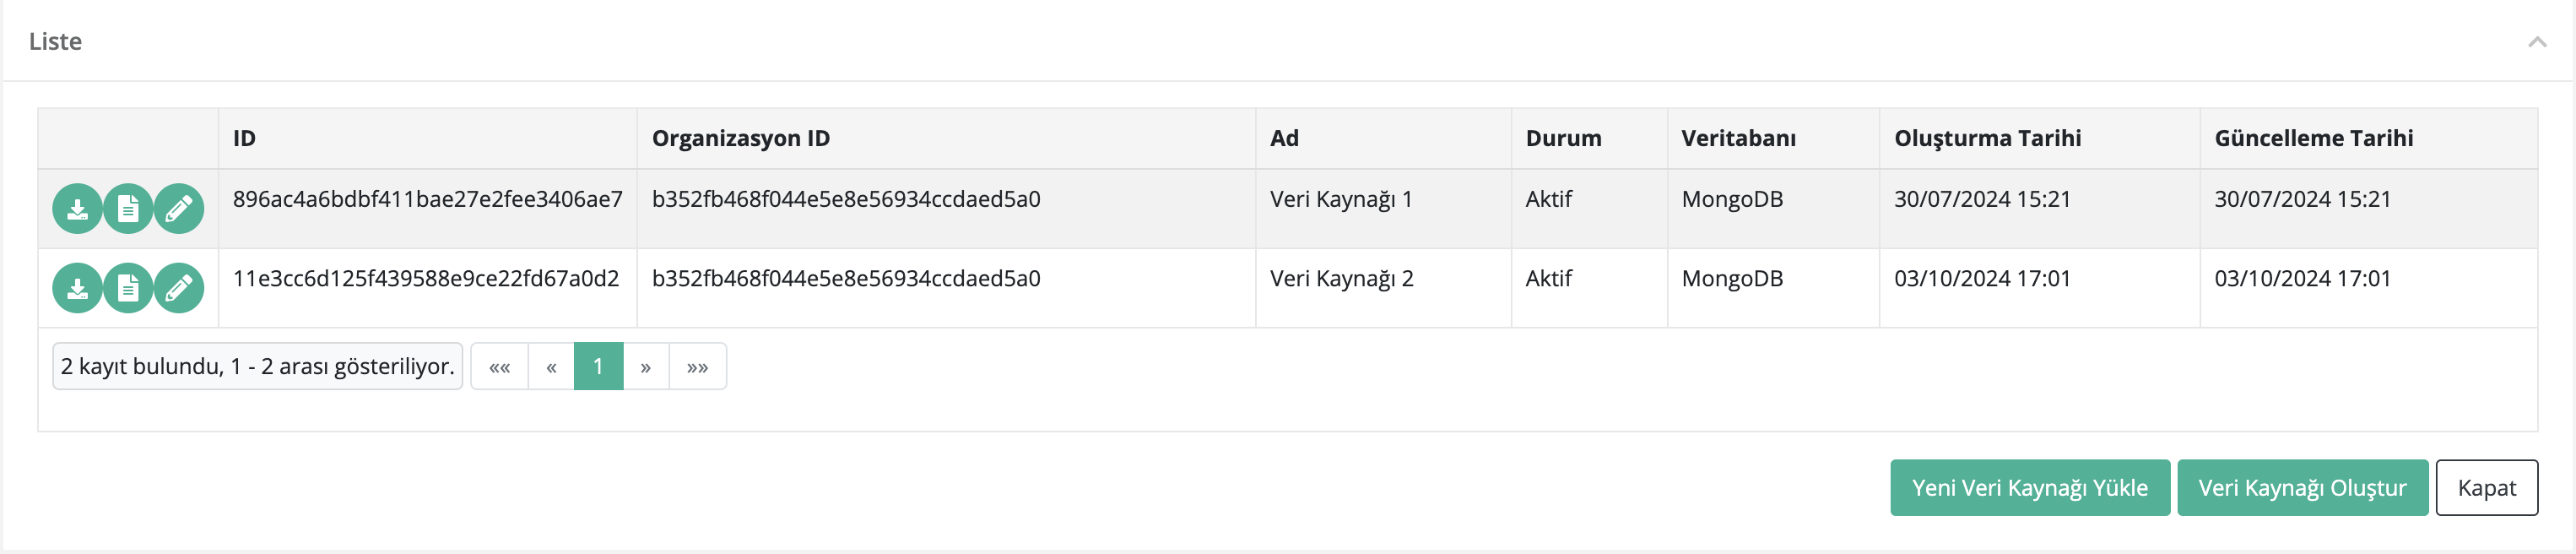 Liste
ID Organizasyon ID Ad Durum Veritabanı Oluşturma Tarihi Güncelleme Tarihi
896ac4a6bdbf411bae27e2fee3406ae7 b352fb468f044e5e8e56934ccdaed5a0 Veri Kaynağı 1 Aktif MongoDB 30/07/2024 15:21 30/07/2024 15:21
11e3cc6d125f439588e9ce22fd67a0d2 b352fb468f044e5e8e56934ccdaed5a0 Veri Kaynağı 2 Aktif MongoDB 03/10/2024 17:01 03/10/2024 17:01
2 kayıt bulundu, 1 - 2 arası gösteriliyor. «« « 1 » »»
Yeni Veri Kaynağı Yükle Veri Kaynağı Oluştur Kapat